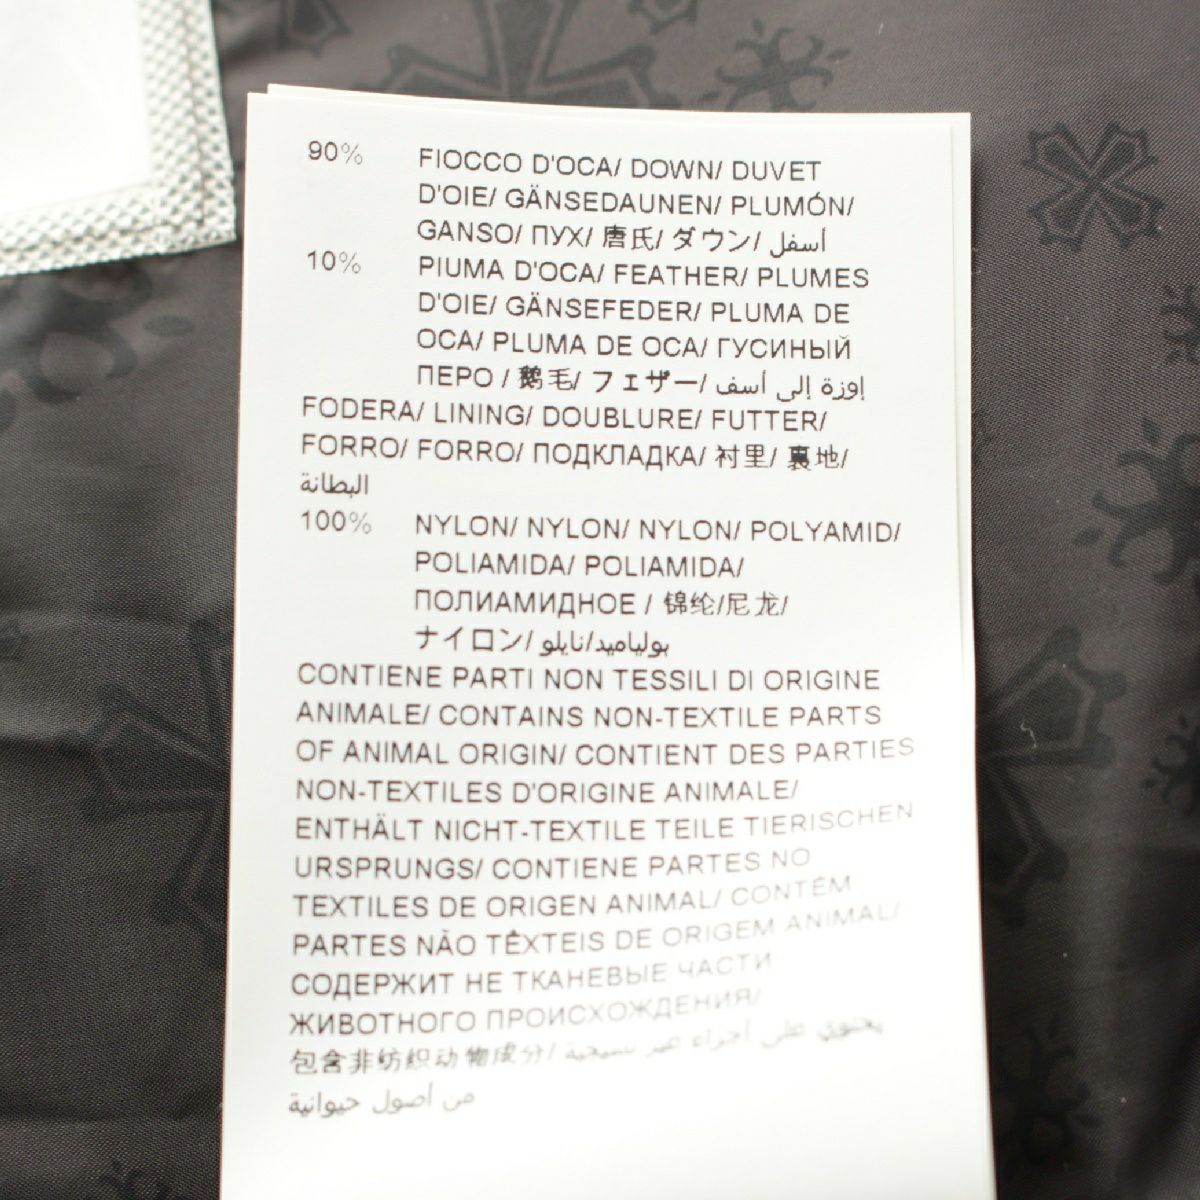 90% FIOCCO D'OCA/ DOWN/ DUVET
D'OIE/ GÄNSEDAUNEN/ PLUMÓN/
GANSO/ ПУХ/ 唐氏/ ダウン/ أسفل
10% PIUMA D'OCA/ FEATHER/ PLUMES
D'OIE/ GÄNSEFEDER/ PLUMA DE
OCA/ PLUMA DE OCA/ ГУСИНЫЙ
ПЕРО / 鹅毛/ フェザー/ إوزة إلى أسف
FODERA/ LINING/ DOUBLURE/ FUTTER/
FORRO/ FORRO/ ПОДКЛАДКА/ 衬里/ 裏地/
البطانة
100% NYLON/ NYLON/ NYLON/ POLYAMID/
POLIAMIDA/ POLIAMIDA/
ПОЛИАМИДНОЕ / 锦纶/尼龙/
ナイロン/ بولياميد/نايلو
CONTIENE PARTI NON TESSILI DI ORIGINE
ANIMALE/ CONTAINS NON-TEXTILE PARTS
OF ANIMAL ORIGIN/ CONTIENT DES PARTIES
NON-TEXTILES D'ORIGINE ANIMALE/
ENTHÄLT NICHT-TEXTILE TEILE TIERISCHEN
URSPRUNGS/ CONTIENE PARTES NO
TEXTILES DE ORIGEN ANIMAL/ CONTÉM
PARTES NÃO TÊXTEIS DE ORIGEM ANIMAL/
СОДЕРЖИТ НЕ ТКАНЕВЫЕ ЧАСТИ
ЖИВОТНОГО ПРОИСХОЖДЕНИЯ/
包含非纺织动物成分/ يحتوي على أجزاء غير نسيجية
من أصول حيوانية